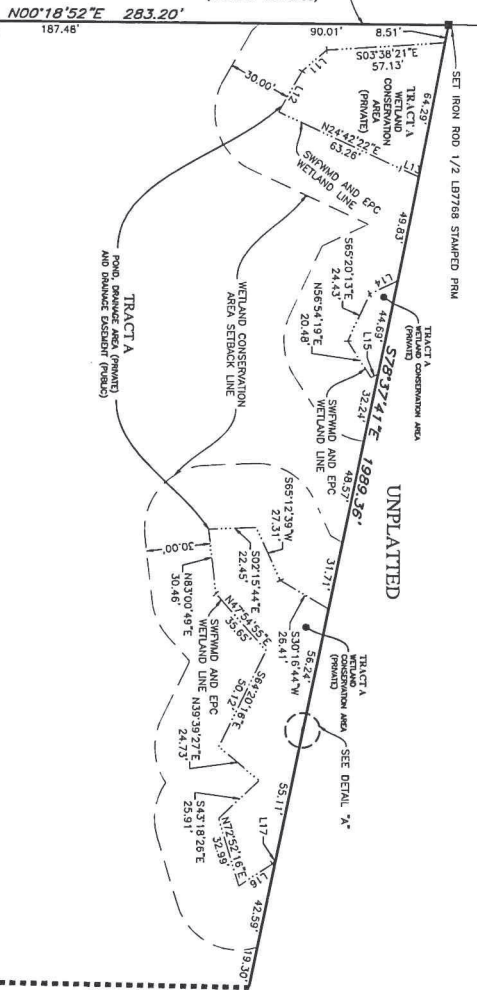 N00°18'52"E 283.20'
187.48'
90.01'
8.51'
SET IRON ROD 1/2 LB7768 STAMPED PRM
S03°38'21"E
57.13'
64.29'
L11
L12
30.00'
TRACT A
WETLAND
CONSERVATION
AREA
(PRIVATE)
N24°42'22"E
63.26'
L13
SWFWMD AND EPC
WETLAND LINE
49.83'
L14
S65°20'13"E
24.43'
N56°54'19"E
20.48'
44.69'
L15
TRACT A
WETLAND CONSERVATION AREA
(PRIVATE)
S78°37'41"E 1989.36'
32.24'
SWFWMD AND EPC
WETLAND LINE
48.57'
UNPLATTED
WETLAND CONSERVATION
AREA SETBACK LINE
TRACT A
POND, DRAINAGE AREA (PRIVATE)
AND DRAINAGE EASEMENT (PUBLIC)
31.71'
S65°12'39"W
27.31'
S02°15'44"E
22.45'
S30°16'44"W
26.41'
30.00'
N83°00'49"E
30.46'
N47°54'55"E
35.65'
SWFWMD AND EPC
WETLAND LINE
TRACT A
WETLAND
CONSERVATION AREA
(PRIVATE)
56.24'
SEE DETAIL "A"
S64°20'16"E
50.12'
N39°39'27"E
24.73'
55.11'
S43°18'26"E
25.91'
N72°52'16"E
32.99'
L17
L16
42.59'
19.30'